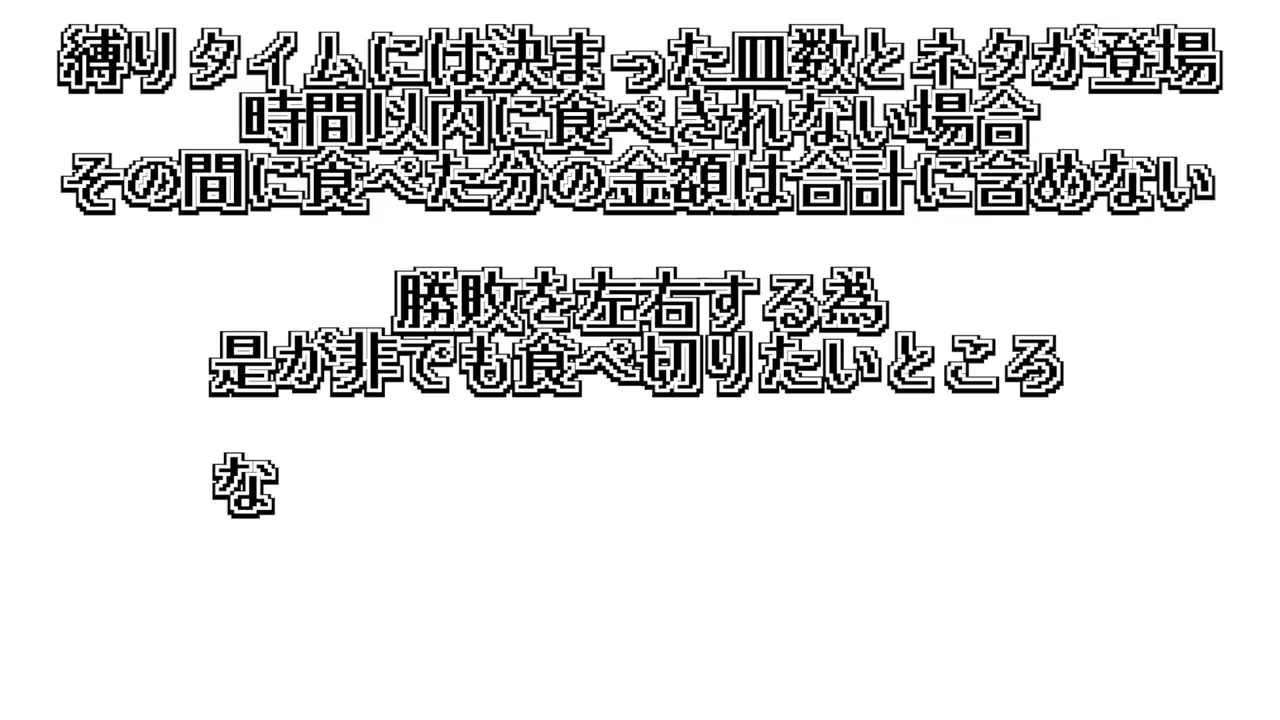 縛りタイムには決まった皿数とネタが登場
時間以内に食べきれない場合
その間に食べた分の金額は合計に含めない
勝敗を左右する為
是が非でも食べ切りたいところ
な